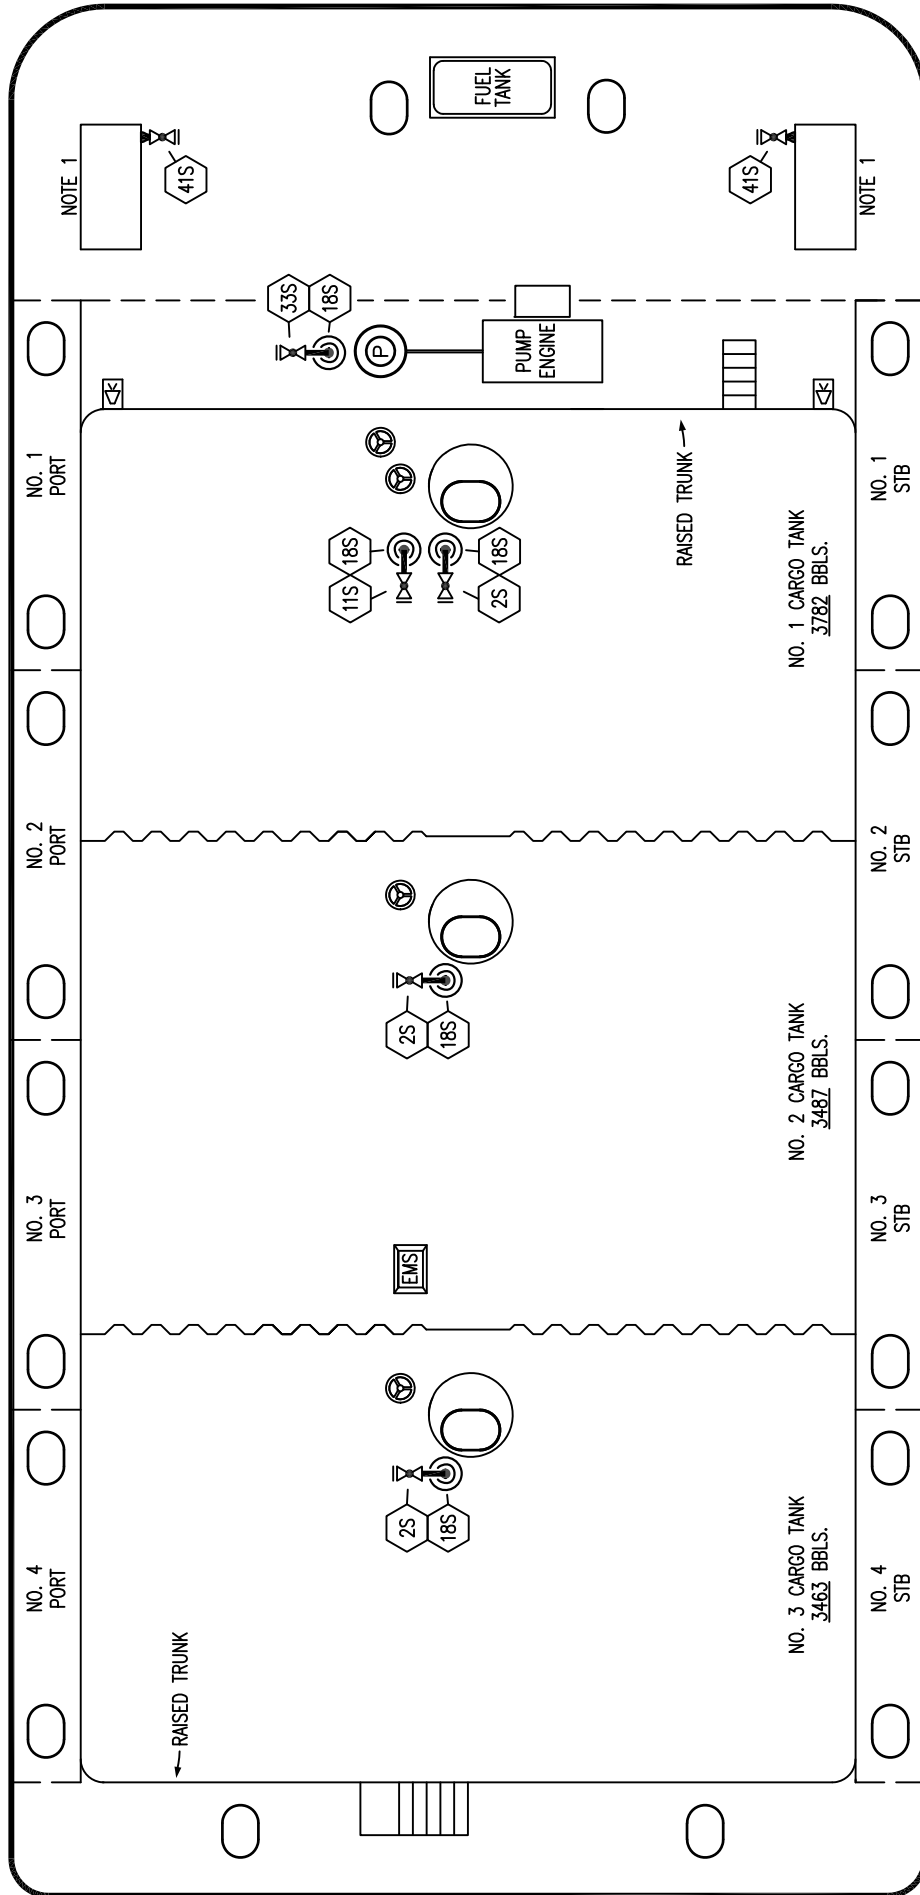 FUEL
TANK
NOTE 1
41S
41S
NOTE 1
33S
18S
P
PUMP
ENGINE
NO. 1
PORT
RAISED TRUNK
NO. 1
STB
11S
18S
18S
2S
NO. 1 CARGO TANK
3782 BBLS.
NO. 2
PORT
NO. 2
STB
2S
18S
NO. 2 CARGO TANK
3487 BBLS.
NO. 3
PORT
EMS
NO. 3
STB
2S
18S
NO. 3 CARGO TANK
3463 BBLS.
NO. 4
PORT
NO. 4
STB
RAISED TRUNK